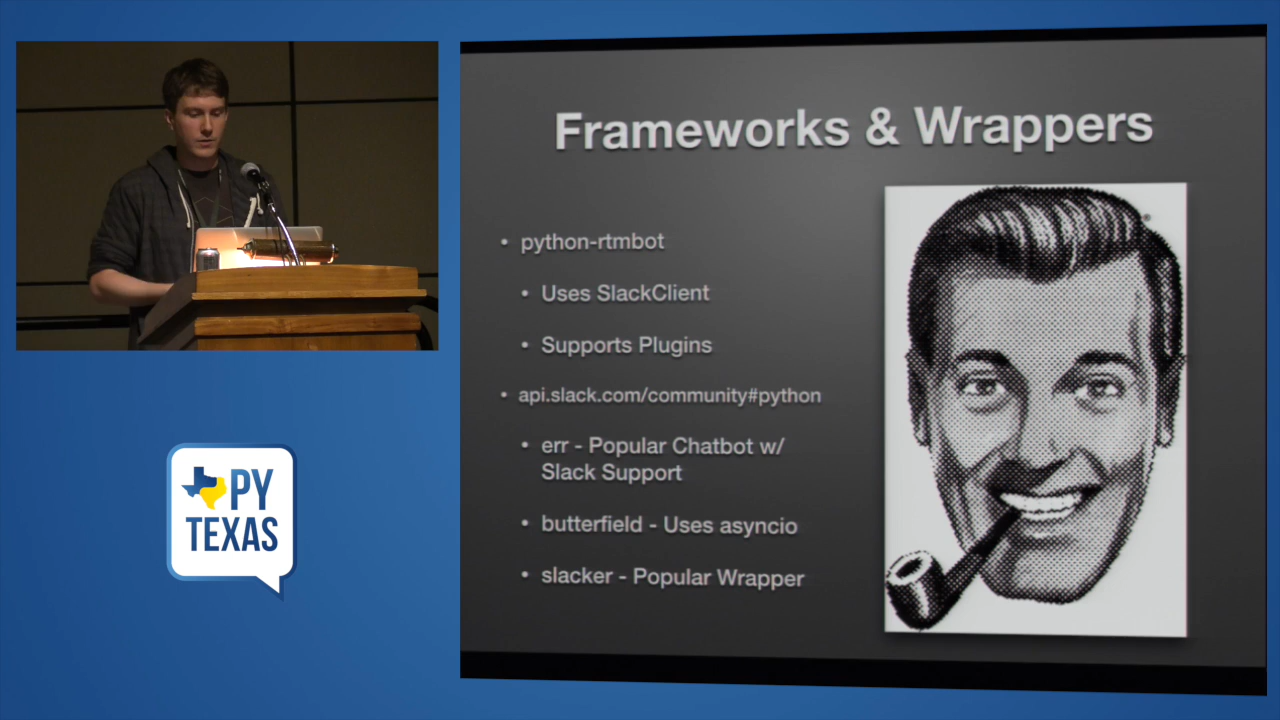 Frameworks & Wrappers
• python-rtmbot
• Uses SlackClient
• Supports Plugins
• api.slack.com/community#python
• err - Popular Chatbot w/
Slack Support
• butterfield - Uses asyncio
• slacker - Popular Wrapper
PY
TEXAS